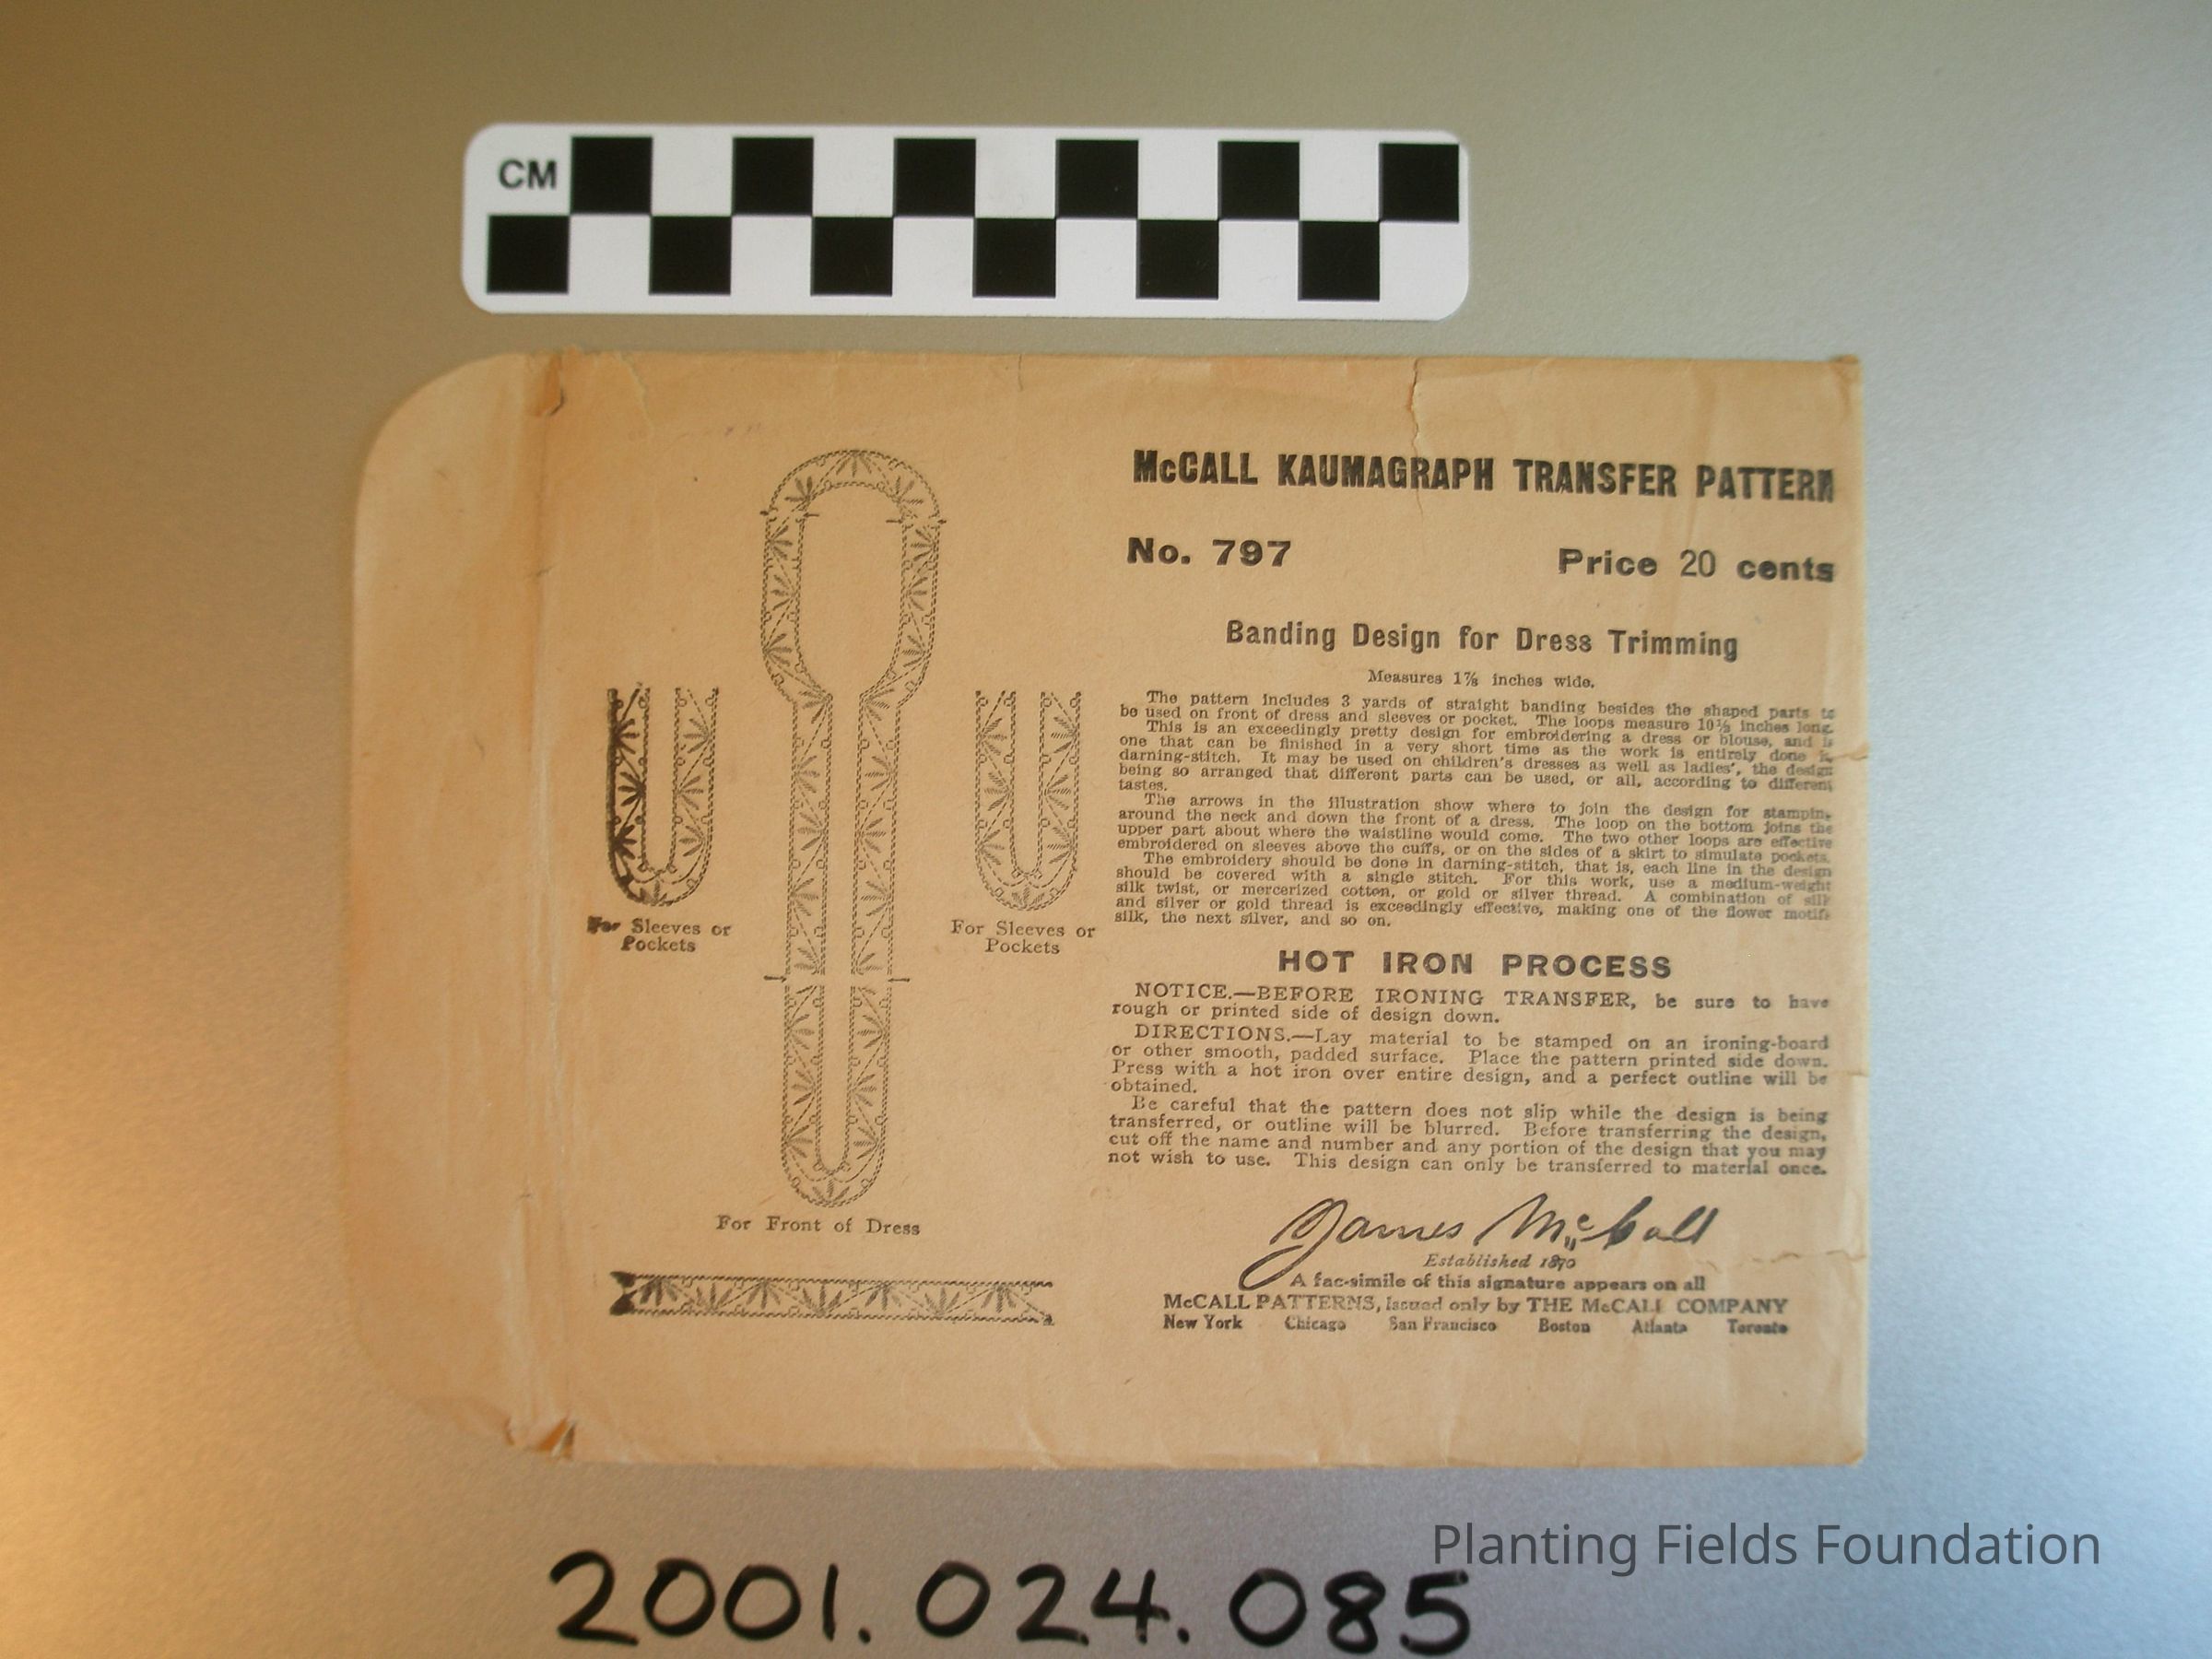 CM
McCALL KAUMAGRAPH TRANSFER PATTERN
No. 797 Price 20 cents
Banding Design for Dress Trimming
Measures 1⅞ inches wide.
The pattern includes 3 yards of straight banding besides the shaped parts to
be used on front of dress and sleeves or pocket. The loops measure 10½ inches long.
This is an exceedingly pretty design for embroidering a dress or blouse, and is
one that can be finished in a very short time as the work is entirely done in
darning-stitch. It may be used on children's dresses as well as ladies', the design
being so arranged that different parts can be used, or all, according to different
tastes.
The arrows in the illustration show where to join the design for stamping
around the neck and down the front of a dress. The loop on the bottom joins the
upper part about where the waistline would come. The two other loops are effective
embroidered on sleeves above the cuffs, or on the sides of a skirt to simulate pockets.
The embroidery should be done in darning-stitch, that is, each line in the design
should be covered with a single stitch. For this work, use a medium-weight
silk twist, or mercerized cotton, or gold or silver thread. A combination of silk
and silver or gold thread is exceedingly effective, making one of the flower motifs
silk, the next silver, and so on.
HOT IRON PROCESS
NOTICE.—BEFORE IRONING TRANSFER, be sure to have
rough or printed side of design down.
DIRECTIONS.—Lay material to be stamped on an ironing-board
or other smooth, padded surface. Place the pattern printed side down.
Press with a hot iron over entire design, and a perfect outline will be
obtained.
Be careful that the pattern does not slip while the design is being
transferred, or outline will be blurred. Before transferring the design,
cut off the name and number and any portion of the design that you may
not wish to use. This design can only be transferred to material once.
James McCall
Established 1870
A fac-simile of this signature appears on all
McCALL PATTERNS, Issued only by THE McCALL COMPANY
New York Chicago San Francisco Boston Atlanta Toronto
For Sleeves or
Pockets
For Sleeves or
Pockets
For Front of Dress
Planting Fields Foundation
2001.024.085